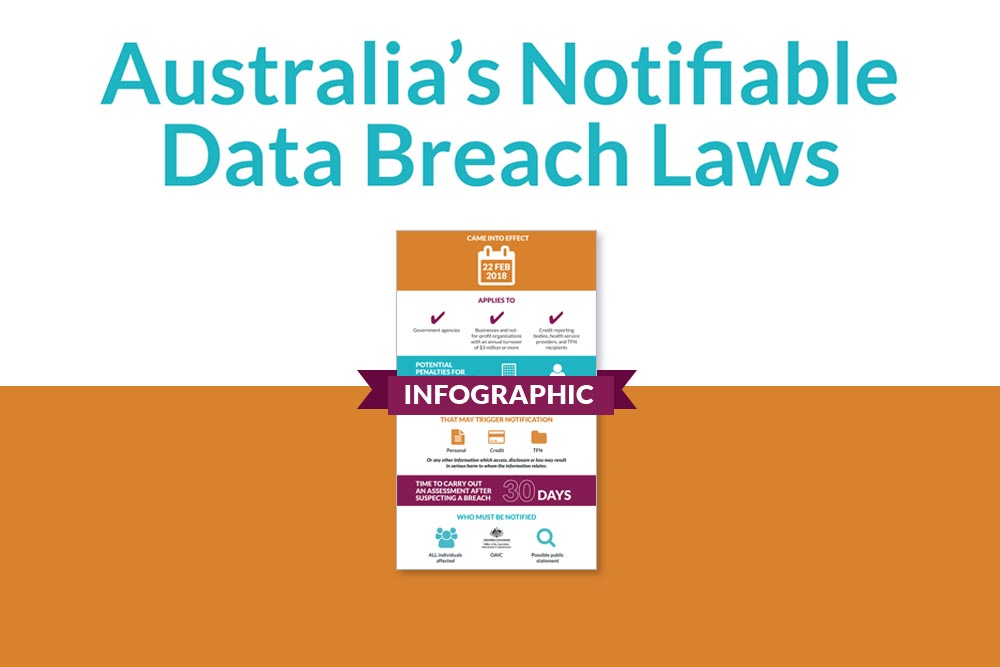 Australia's Notifiable
Data Breach Laws
CAME INTO EFFECT
22 FEB
2018
APPLIES TO
Government agencies
Businesses and not-
for-profit organisations
with an annual turnover
of $3 million or more
Credit reporting
bodies, health service
providers, and TFN
recipients
POTENTIAL
PENALTIES FOR
INFOGRAPHIC
THAT MAY TRIGGER NOTIFICATION
Personal
Credit
TFN
Or any other information which access, disclosure or loss may result
in serious harm to whom the information relates.
TIME TO CARRY OUT
AN ASSESSMENT AFTER
SUSPECTING A BREACH
30 DAYS
WHO MUST BE NOTIFIED
ALL individuals
affected
OAIC
Possible public
statement